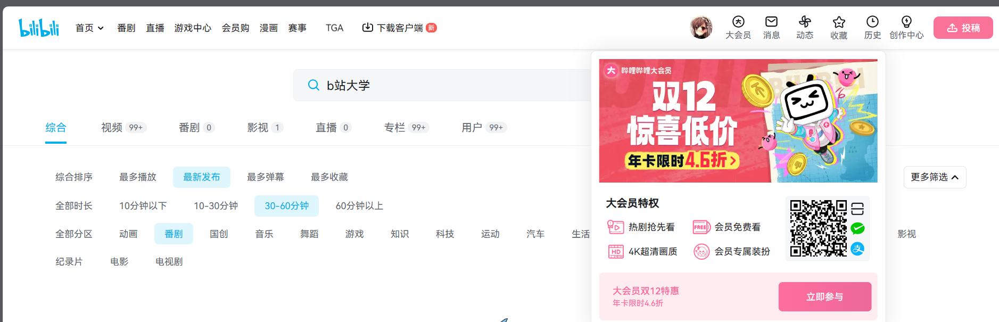 bilibili 首页 番剧 直播 游戏中心 会员购 漫画 赛事 TGA 下载客户端 新 大会员 消息 动态 收藏 历史 创作中心 投稿
b站大学
综合 视频 99+ 番剧 0 影视 1 直播 0 专栏 99+ 用户 99+
综合排序 最多播放 最新发布 最多弹幕 最多收藏 更多筛选
全部时长 10分钟以下 10-30分钟 30-60分钟 60分钟以上
全部分区 动画 番剧 国创 音乐 舞蹈 游戏 知识 科技 运动 汽车 生活 影视
纪录片 电影 电视剧
大 哔哩哔哩大会员
双12
惊喜低价
年卡限时4.6折
大会员特权
热剧抢先看 FREE 会员免费看
HD 4K超清画质 会员专属装扮
支
大会员双12特惠
年卡限时4.6折
立即参与